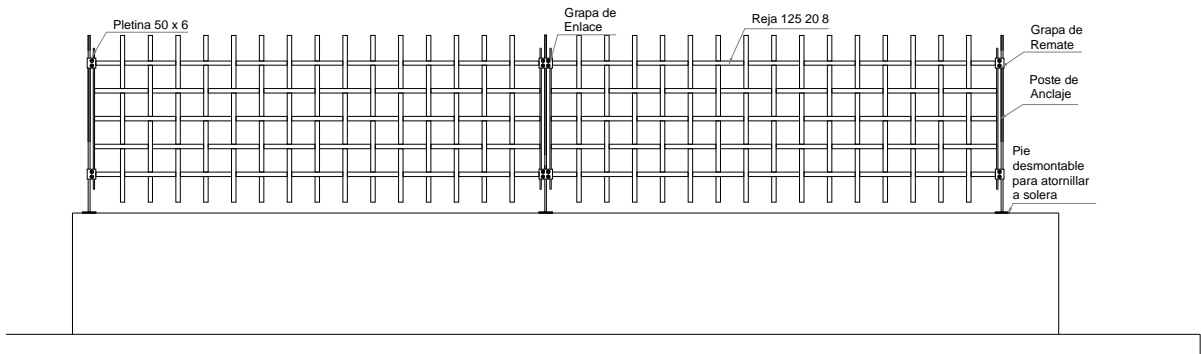 Pletina 50 x 6
Grapa de
Enlace
Reja 125 20 8
Grapa de
Remate
Poste de
Anclaje
Pie
desmontable
para atornillar
a solera